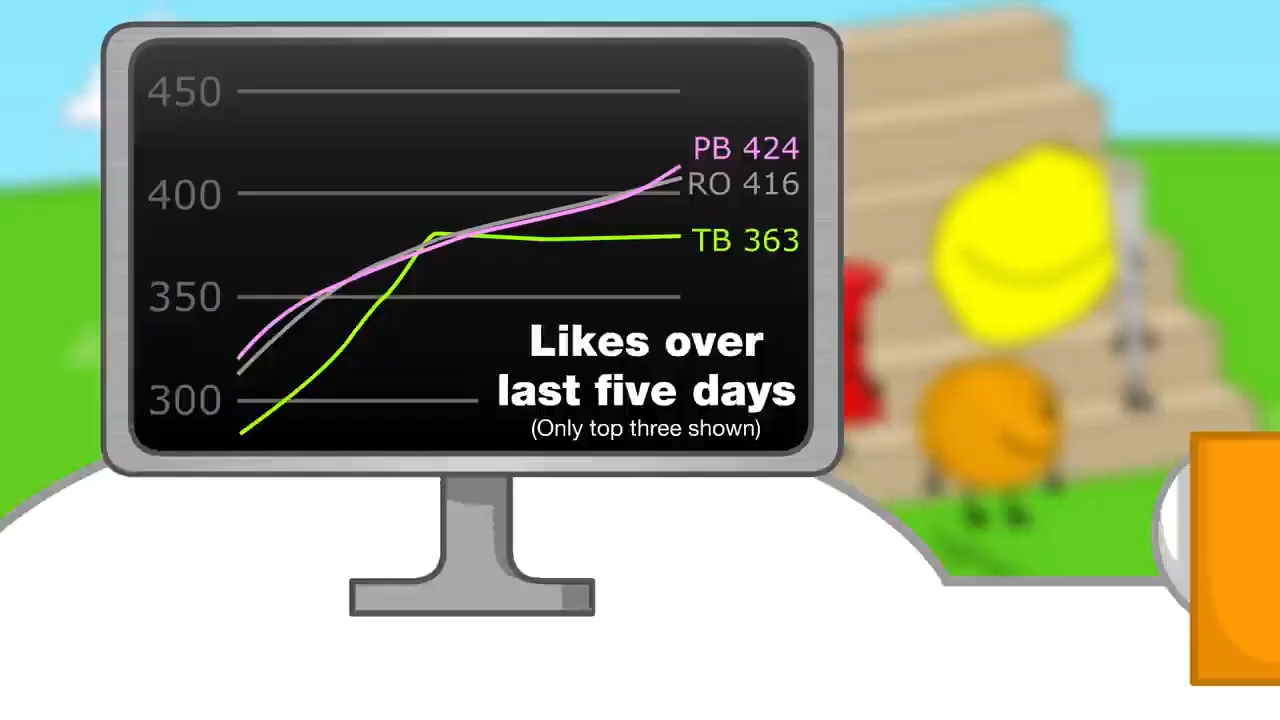 450
PB 424
400
RO 416
TB 363
350
Likes over
last five days
300
(Only top three shown)